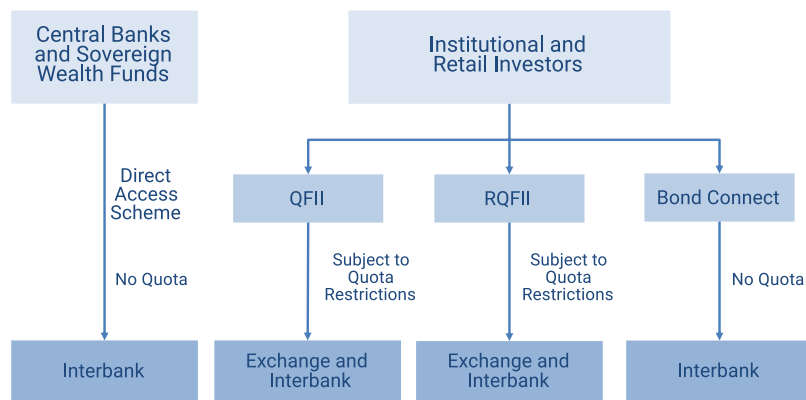 Central Banks
and Sovereign
Wealth Funds
Institutional and
Retail Investors
Direct
Access
Scheme
QFII
RQFII
Bond Connect
No Quota
Subject to
Quota
Restrictions
Subject to
Quota
Restrictions
No Quota
Interbank
Exchange and
Interbank
Exchange and
Interbank
Interbank